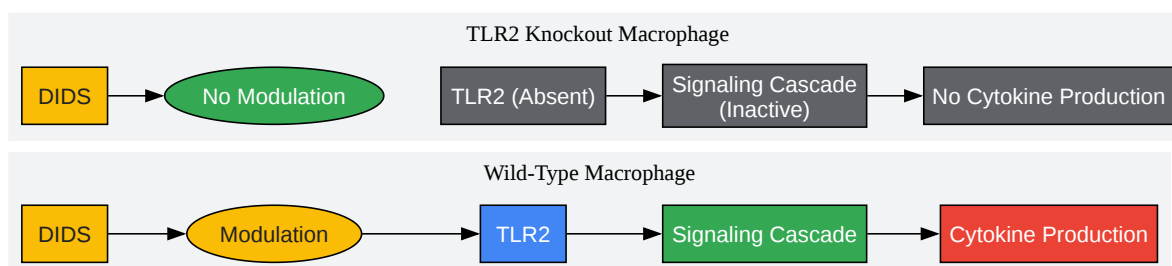 TLR2 Knockout Macrophage
DIDS
No Modulation
TLR2 (Absent)
Signaling Cascade
(Inactive)
No Cytokine Production
Wild-Type Macrophage
DIDS
Modulation
TLR2
Signaling Cascade
Cytokine Production